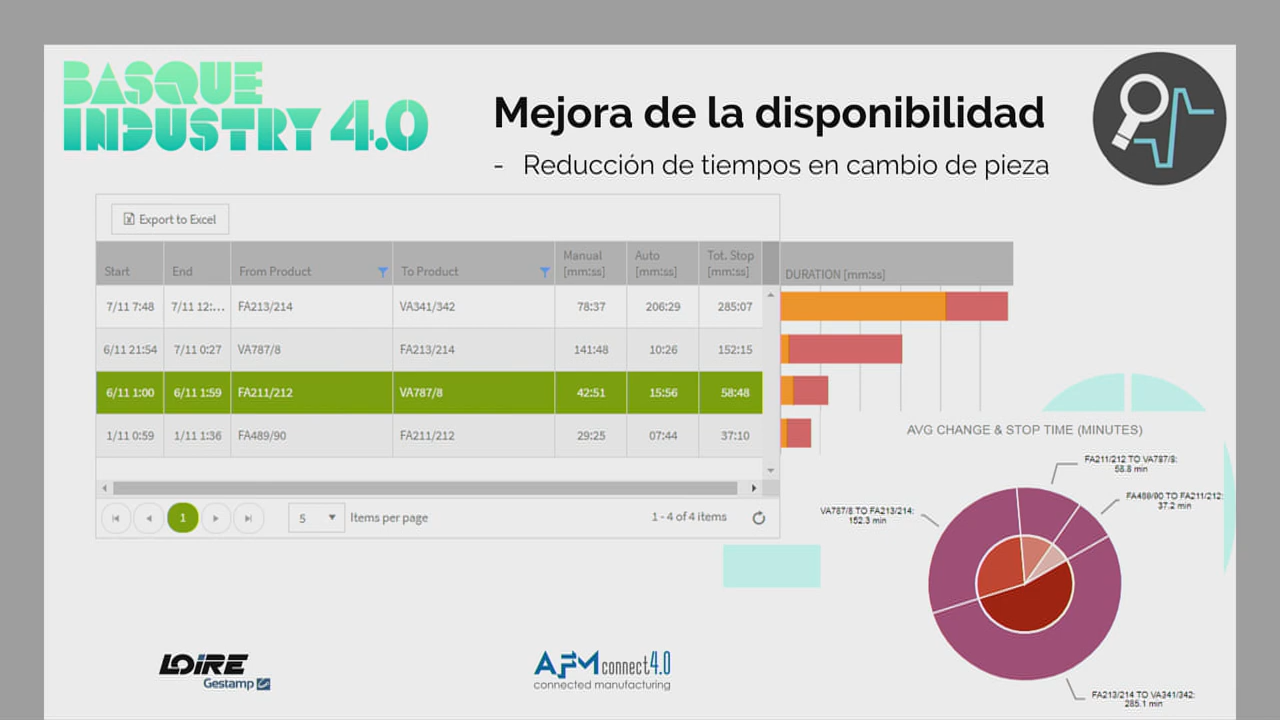 BASQUE
INDUSTRY 4.0
Mejora de la disponibilidad
- Reducción de tiempos en cambio de pieza
Export to Excel
Start End From Product To Product Manual [mm:ss] Auto [mm:ss] Tot. Stop [mm:ss] DURATION [mm:ss]
7/11 7:48 7/11 12:... FA213/214 VA341/342 78:37 206:29 285:07
6/11 21:54 7/11 0:27 VA787/8 FA213/214 141:48 10:26 152:15
6/11 1:00 6/11 1:59 FA211/212 VA787/8 42:51 15:56 58:48
1/11 0:59 1/11 1:36 FA489/90 FA211/212 29:25 07:44 37:10
1 5 Items per page 1 - 4 of 4 items
AVG CHANGE & STOP TIME (MINUTES)
FA211/212 TO VA787/8:
58.8 min
FA489/90 TO FA211/212:
37.2 min
VA787/8 TO FA213/214:
152.3 min
FA213/214 TO VA341/342:
285.1 min
LOIRE
Gestamp
AFM connect4.0
connected manufacturing